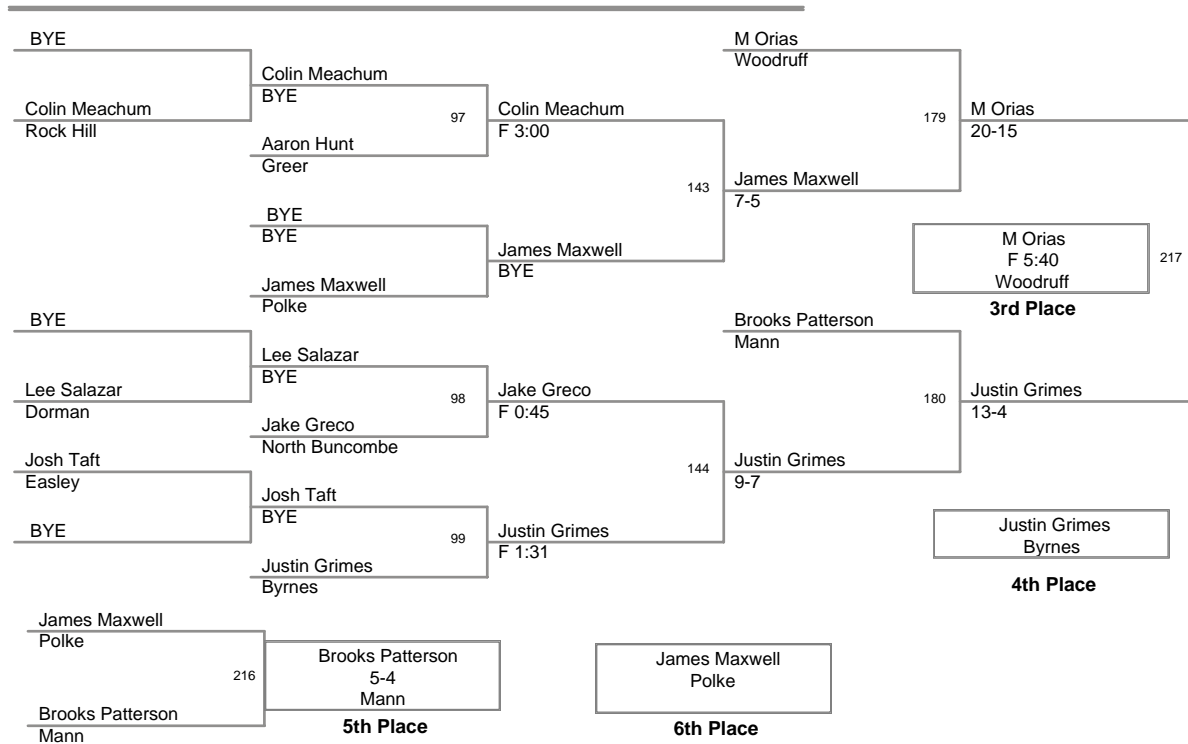 BYE
M Orias
Woodruff
Colin Meachum
BYE
Colin Meachum
Rock Hill
97
Colin Meachum
F 3:00
179
M Orias
20-15
Aaron Hunt
Greer
143
James Maxwell
7-5
BYE
BYE
James Maxwell
BYE
M Orias
F 5:40
Woodruff
217
3rd Place
James Maxwell
Polke
BYE
Brooks Patterson
Mann
Lee Salazar
BYE
Lee Salazar
Dorman
98
Jake Greco
F 0:45
180
Justin Grimes
13-4
Jake Greco
North Buncombe
Josh Taft
Easley
144
Justin Grimes
9-7
Josh Taft
BYE
BYE
99
Justin Grimes
F 1:31
Justin Grimes
Byrnes
4th Place
Justin Grimes
Byrnes
James Maxwell
Polke
216
Brooks Patterson
5-4
Mann
5th Place
James Maxwell
Polke
6th Place
Brooks Patterson
Mann